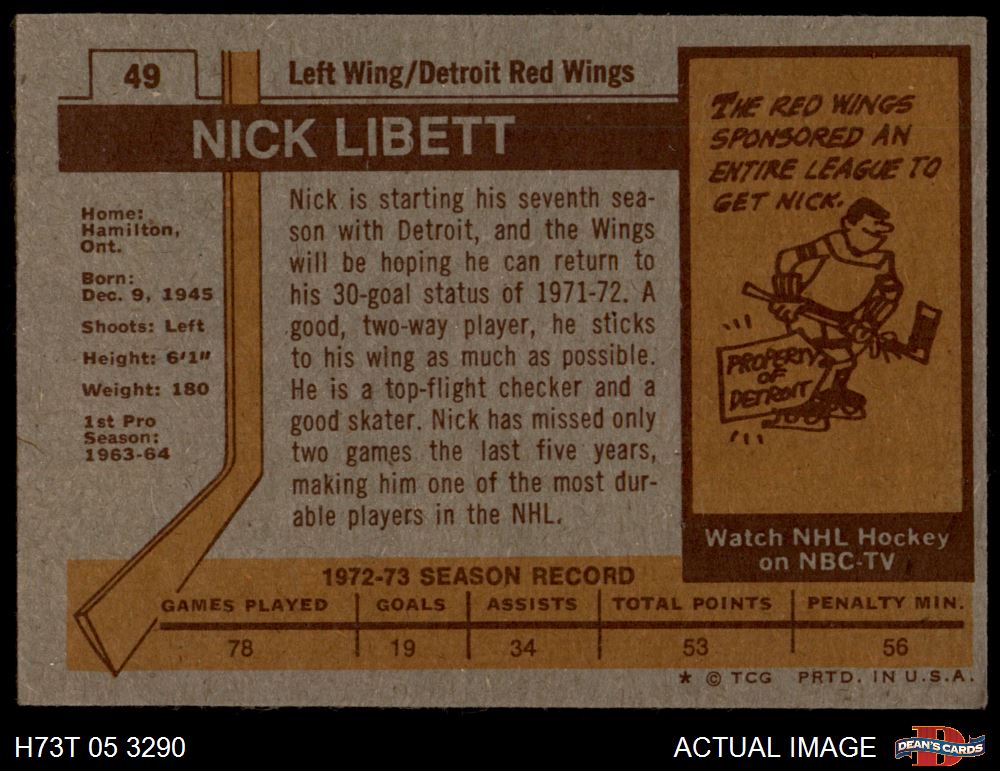 49
Left Wing/Detroit Red Wings
NICK LIBETT
Home:
Hamilton,
Ont.
Born:
Dec. 9, 1945
Shoots: Left
Height: 6'1"
Weight: 180
1st Pro
Season:
1963-64
Nick is starting his seventh sea-
son with Detroit, and the Wings
will be hoping he can return to
his 30-goal status of 1971-72. A
good, two-way player, he sticks
to his wing as much as possible.
He is a top-flight checker and a
good skater. Nick has missed only
two games the last five years,
making him one of the most dur-
able players in the NHL.
THE RED WINGS
SPONSORED AN
ENTIRE LEAGUE TO
GET NICK.
PROPERTY
OF
DETROIT
Watch NHL Hockey
on NBC-TV
1972-73 SEASON RECORD
GAMES PLAYED GOALS ASSISTS TOTAL POINTS PENALTY MIN.
78 19 34 53 56
* © TCG PRTD. IN U.S.A.
H73T 05 3290
ACTUAL IMAGE
D
DEAN'S CARDS